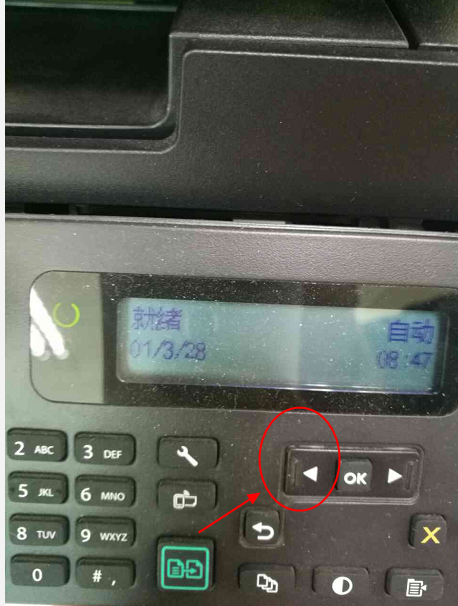 就绪 自动
01/3/28 08:47
2 ABC 3 DEF
OK
5 JKL 6 MNO
8 TUV 9 WXYZ
0 # ,